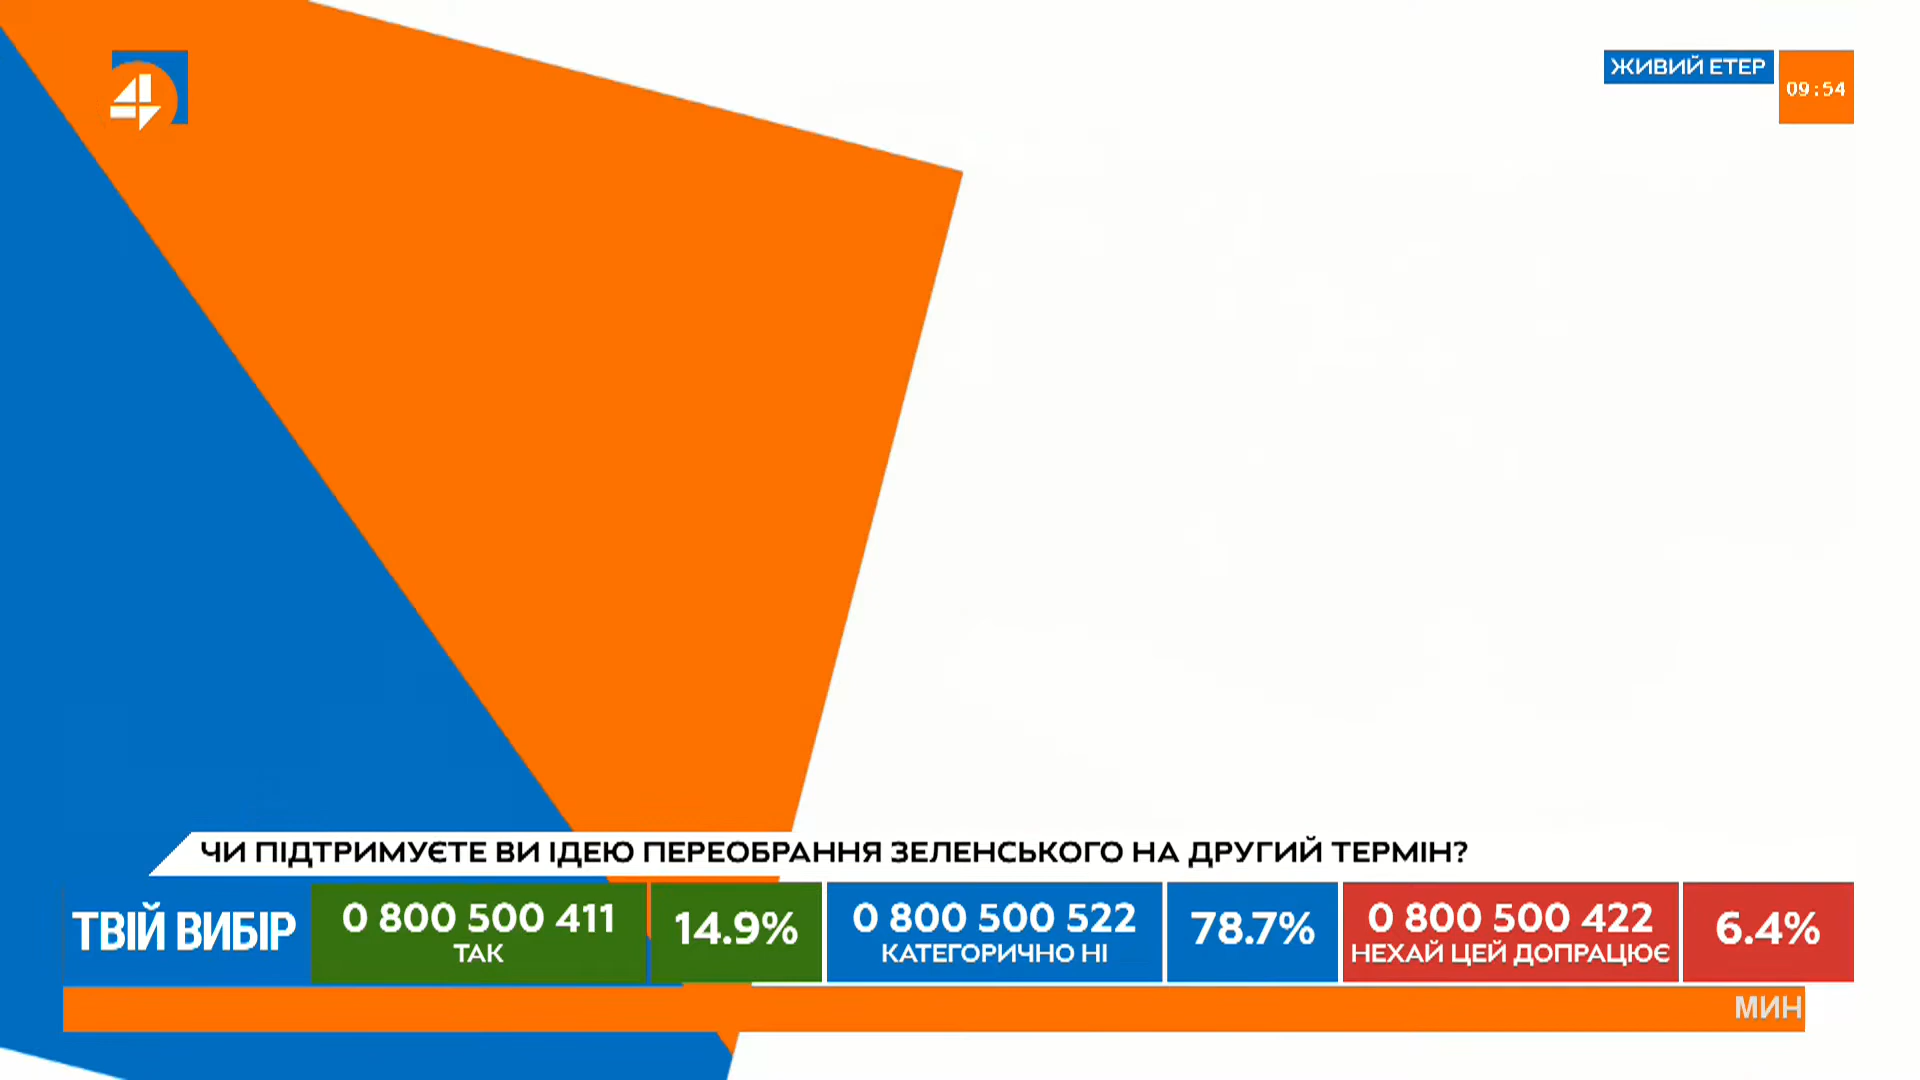 4
ЖИВИЙ ЕТЕР
09:54
ЧИ ПІДТРИМУЄТЕ ВИ ІДЕЮ ПЕРЕОБРАННЯ ЗЕЛЕНСЬКОГО НА ДРУГИЙ ТЕРМІН?
ТВІЙ ВИБІР
0 800 500 411
ТАК
14.9%
0 800 500 522
КАТЕГОРИЧНО НІ
78.7%
0 800 500 422
НЕХАЙ ЦЕЙ ДОПРАЦЮЄ
6.4%
МИН